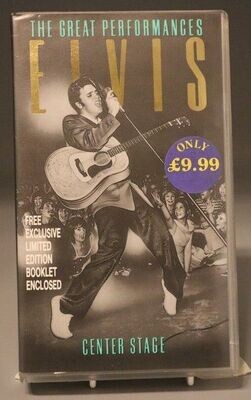 THE GREAT PERFORMANCES
ELVIS
ONLY
£9.99
FREE
EXCLUSIVE
LIMITED
EDITION
BOOKLET
ENCLOSED
CENTER STAGE